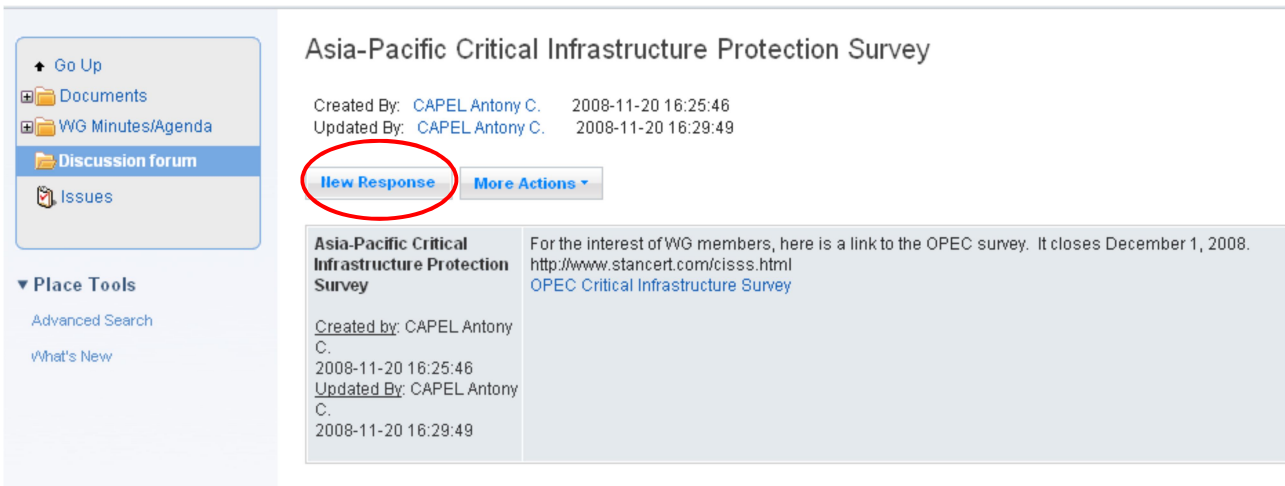 Go Up
Documents
WG Minutes/Agenda
Discussion forum
Issues
Place Tools
Advanced Search
What's New
Asia-Pacific Critical Infrastructure Protection Survey
Created By: CAPEL Antony C. 2008-11-20 16:25:46
Updated By: CAPEL Antony C. 2008-11-20 16:29:49
New Response More Actions
Asia-Pacific Critical
Infrastructure Protection
Survey
Created by: CAPEL Antony
C.
2008-11-20 16:25:46
Updated By: CAPEL Antony
C.
2008-11-20 16:29:49
For the interest of WG members, here is a link to the OPEC survey. It closes December 1, 2008.
http://www.stancert.com/cisss.html
OPEC Critical Infrastructure Survey